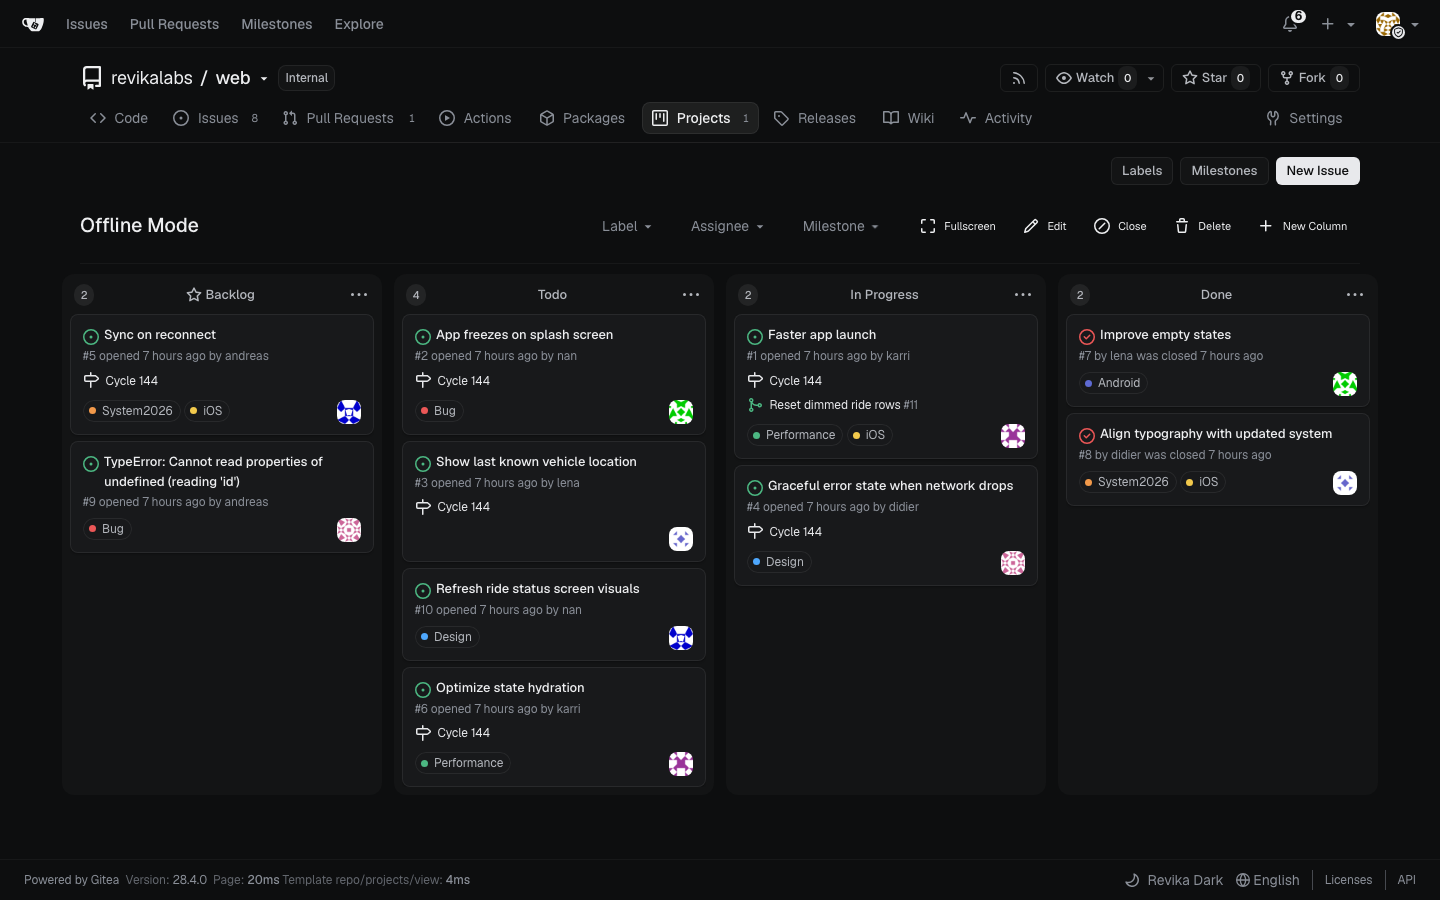 Issues Pull Requests Milestones Explore 6
revikalabs / web Internal Watch 0 Star 0 Fork 0
Code Issues 8 Pull Requests 1 Actions Packages Projects 1 Releases Wiki Activity Settings
Labels Milestones New Issue
Offline Mode Label Assignee Milestone Fullscreen Edit Close Delete New Column
2 Backlog
Sync on reconnect
#5 opened 7 hours ago by andreas
Cycle 144
System2026 iOS
TypeError: Cannot read properties of
undefined (reading 'id')
#9 opened 7 hours ago by andreas
Bug
4 Todo
App freezes on splash screen
#2 opened 7 hours ago by nan
Cycle 144
Bug
Show last known vehicle location
#3 opened 7 hours ago by lena
Cycle 144
Refresh ride status screen visuals
#10 opened 7 hours ago by nan
Design
Optimize state hydration
#6 opened 7 hours ago by karri
Cycle 144
Performance
2 In Progress
Faster app launch
#1 opened 7 hours ago by karri
Cycle 144
Reset dimmed ride rows #11
Performance iOS
Graceful error state when network drops
#4 opened 7 hours ago by didier
Cycle 144
Design
2 Done
Improve empty states
#7 by lena was closed 7 hours ago
Android
Align typography with updated system
#8 by didier was closed 7 hours ago
System2026 iOS
Powered by Gitea Version: 28.4.0 Page: 20ms Template repo/projects/view: 4ms Revika Dark English Licenses API